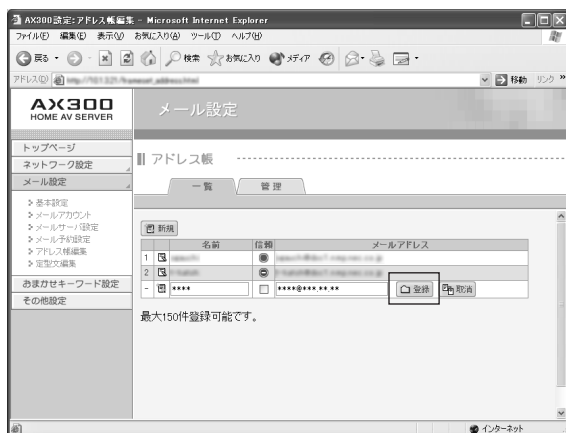 AX300設定:アドレス帳編集 - Microsoft Internet Explorer
ファイル(F) 編集(E) 表示(V) お気に入り(A) ツール(T) ヘルプ(H)
戻る 検索 お気に入り メディア
アドレス(D) 移動 リンク »
AX300
HOME AV SERVER
メール設定
トップページ
ネットワーク設定
メール設定
基本設定
メールアカウント
メールサーバ設定
メール予約設定
アドレス帳編集
定型文編集
おまかせキーワード設定
その他設定
アドレス帳
一覧 管理
新規
名前 信頼 メールアドレス
1
2
- **** ****@***.**.** 登録 取消
最大150件登録可能です。
インターネット